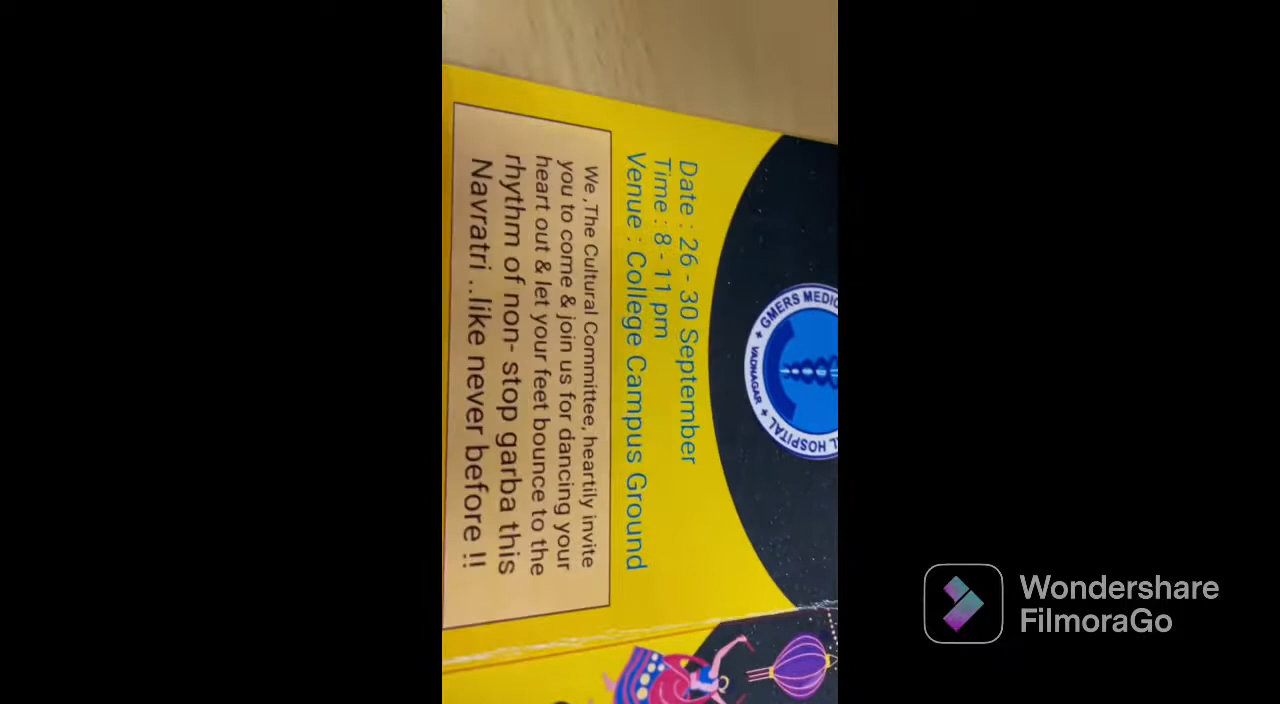 GMERS MEDIC
VADNAGAR
L HOSPITAL
Date : 26 - 30 September
Time : 8 - 11 pm
Venue : College Campus Ground
We ,The Cultural Committee, heartily invite
you to come & join us for dancing your
heart out & let your feet bounce to the
rhythm of non- stop garba this
Navratri ..like never before !!
Wondershare
FilmoraGo